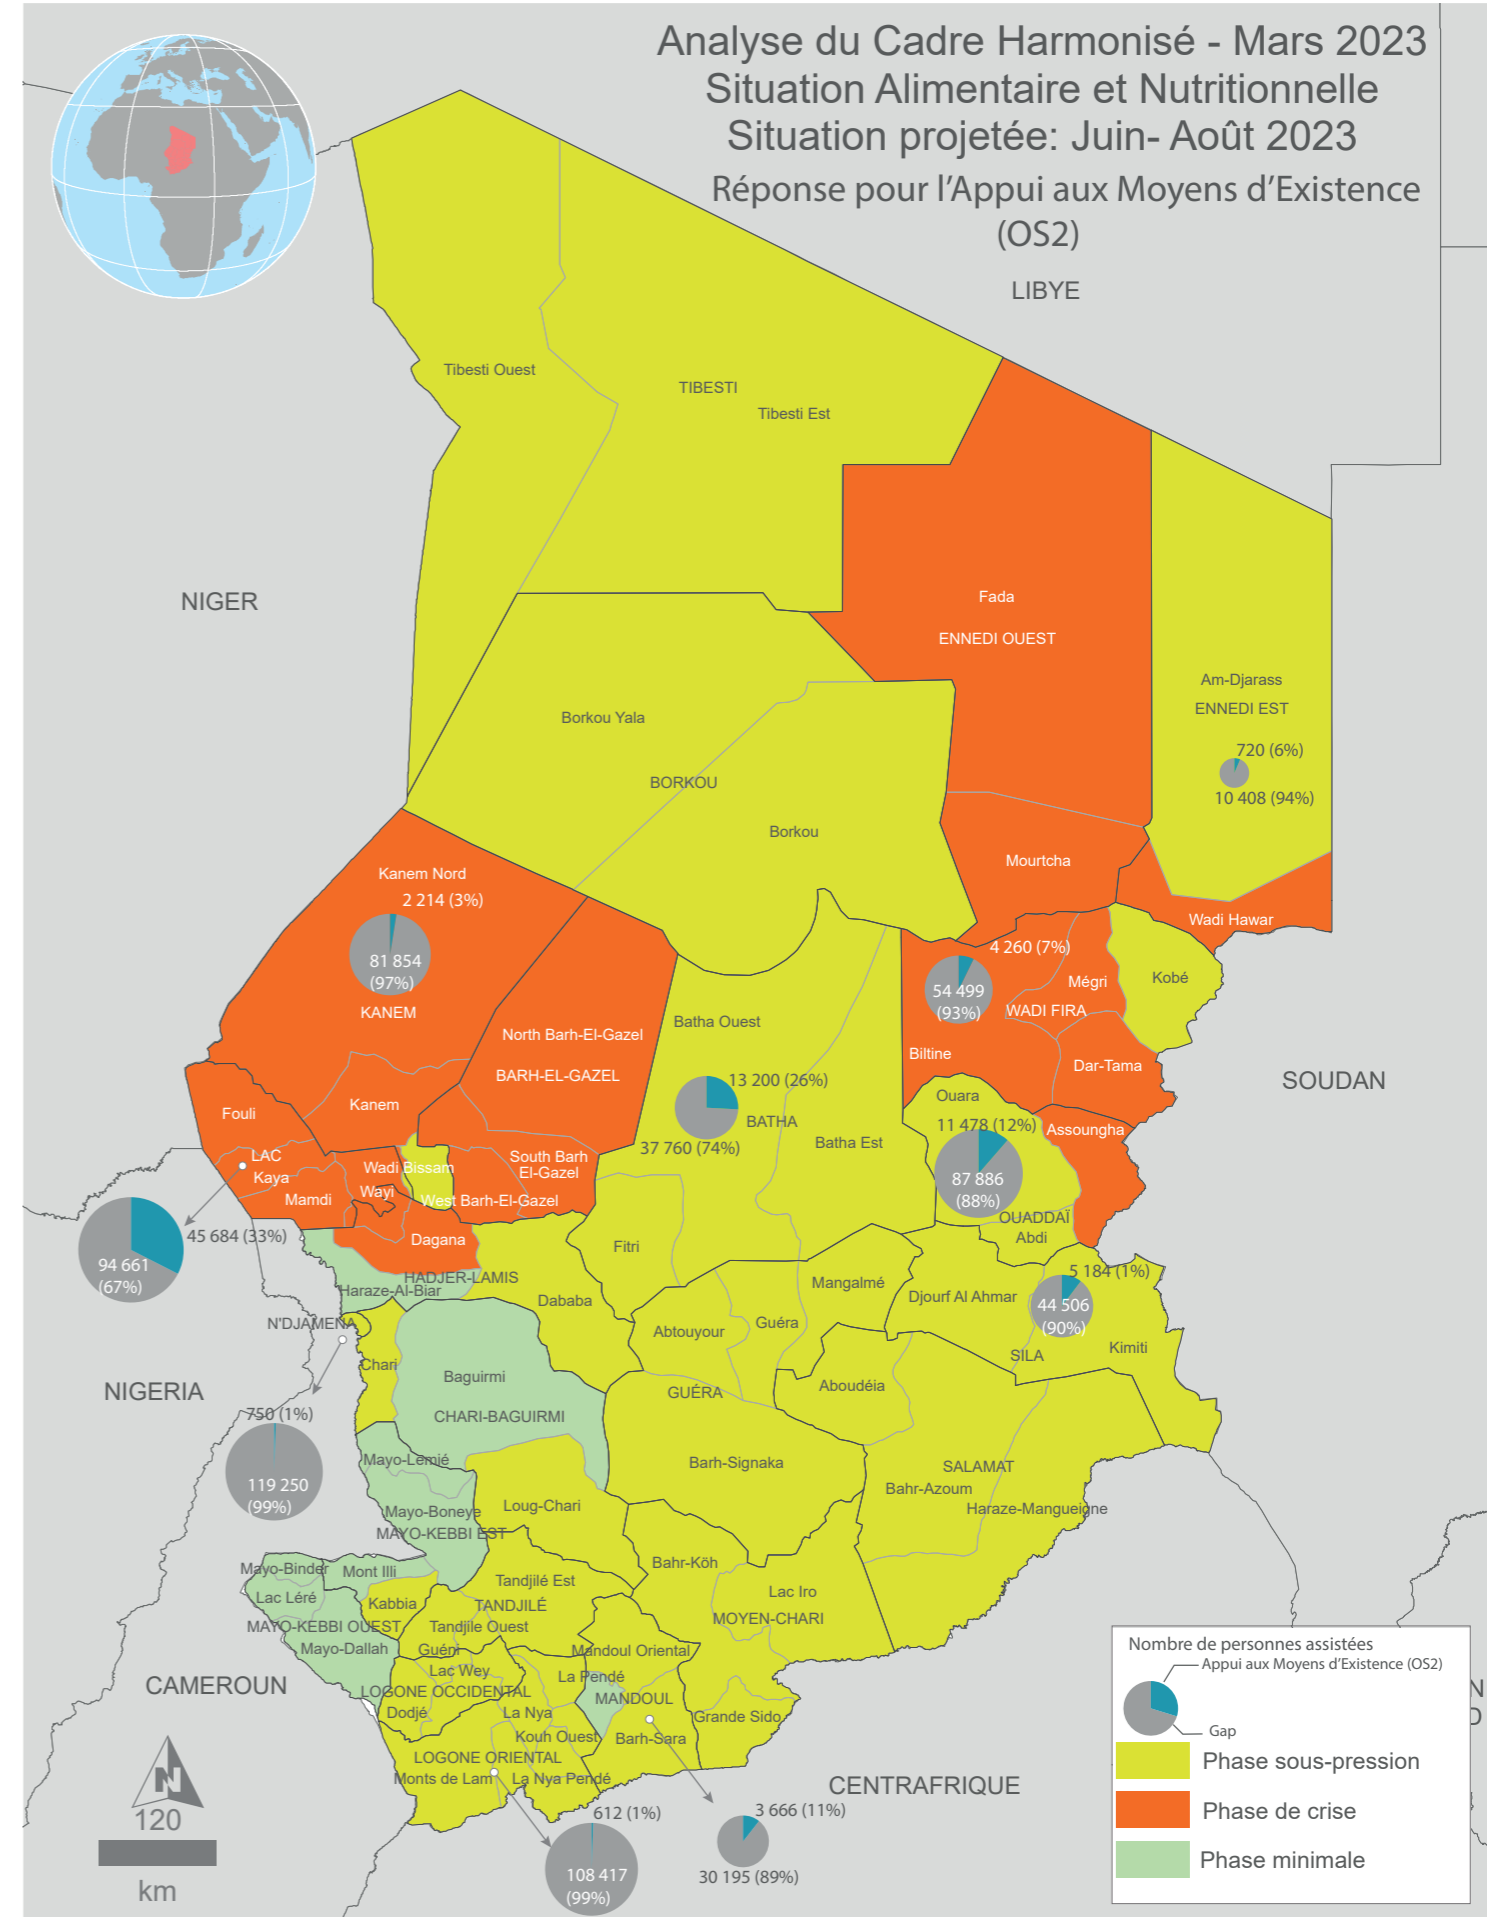 Analyse du Cadre Harmonisé - Mars 2023
Situation Alimentaire et Nutritionnelle
Situation projetée: Juin- Août 2023
Réponse pour l'Appui aux Moyens d'Existence
(OS2)
LIBYE
Tibesti Ouest
TIBESTI
Tibesti Est
NIGER
Fada
ENNEDI OUEST
Am-Djarass
ENNEDI EST
720 (6%)
10 408 (94%)
Borkou Yala
BORKOU
Borkou
Mourtcha
Kanem Nord
2 214 (3%)
81 854
(97%)
KANEM
Wadi Hawar
4 260 (7%)
54 499
(93%)
Mégri
WADI FIRA
Kobé
Biltine
Dar-Tama
North Barh-El-Gazel
BARH-EL-GAZEL
Batha Ouest
13 200 (26%)
BATHA
37 760 (74%)
Batha Est
SOUDAN
Ouara
11 478 (12%)
87 886
(88%)
Assoungha
OUADDAÏ
Abdi
Fouli
Kanem
LAC
Kaya
Mamdi
Wadi Bissam
Wayi
South Barh
El-Gazel
West Barh-El-Gazel
Dagana
45 684 (33%)
94 661
(67%)
HADJER-LAMIS
Haraze-Al-Biar
Dababa
Fitri
Mangalmé
Djourf Al Ahmar
5 184 (1%)
44 506
(90%)
Kimiti
SILA
N'DJAMENA
Chari
Abtouyour
Guéra
GUÉRA
Aboudéia
NIGERIA
Baguirmi
CHARI-BAGUIRMI
750 (1%)
119 250
(99%)
Mayo-Lemié
Barh-Signaka
SALAMAT
Bahr-Azoum
Haraze-Mangueigne
Mayo-Boneye
MAYO-KEBBI EST
Loug-Chari
Mayo-Binder
Mont Illi
Lac Léré
Kabbia
MAYO-KEBBI OUEST
Mayo-Dallah
Tandjilé Est
TANDJILÉ
Tandjile Ouest
Bahr-Köh
Lac Iro
MOYEN-CHARI
Guéni
Lac Wey
LOGONE OCCIDENTAL
Dodjé
Mandoul Oriental
La Pendé
MANDOUL
La Nya
Kouh Ouest
Barh-Sara
Grande Sido
LOGONE ORIENTAL
Monts de Lam
La Nya Pendé
CAMEROUN
CENTRAFRIQUE
612 (1%)
108 417
(99%)
3 666 (11%)
30 195 (89%)
N
120
km
Nombre de personnes assistées
Appui aux Moyens d'Existence (OS2)
Gap
Phase sous-pression
Phase de crise
Phase minimale